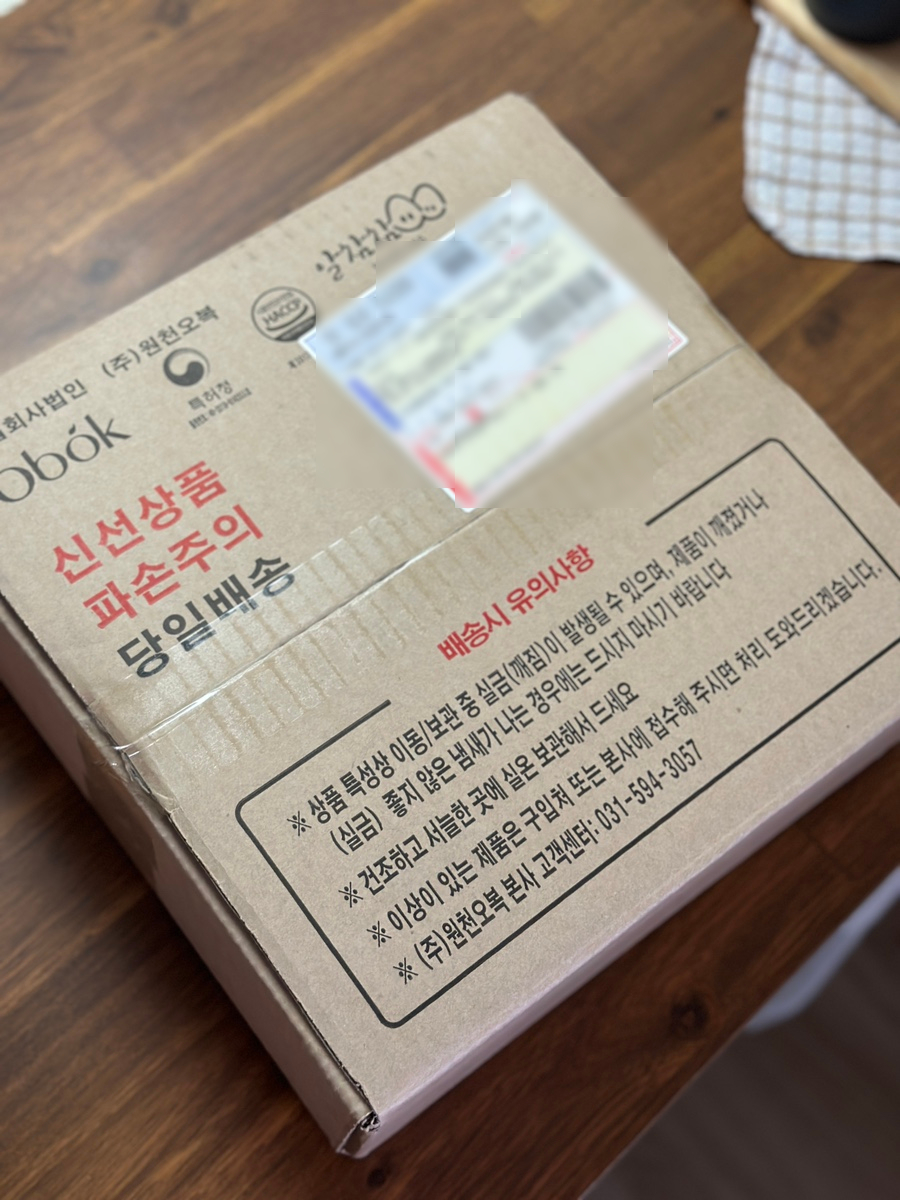 알참참
회사법인 (주)원천오복
HACCP
특허청
Obók
신선상품
파손주의
당일배송
배송시 유의사항
※ 상품 특성상 이동/보관 중 실금(깨짐)이 발생될 수 있으며, 제품이 깨졌거나
(실금) 좋지 않은 냄새가 나는 경우에는 드시지 마시기 바랍니다
※ 건조하고 서늘한 곳에 실온 보관해서 드세요
※ 이상이 있는 제품은 구입처 또는 본사에 접수해 주시면 처리 도와드리겠습니다.
※ (주)원천오복 본사 고객센터: 031-594-3057